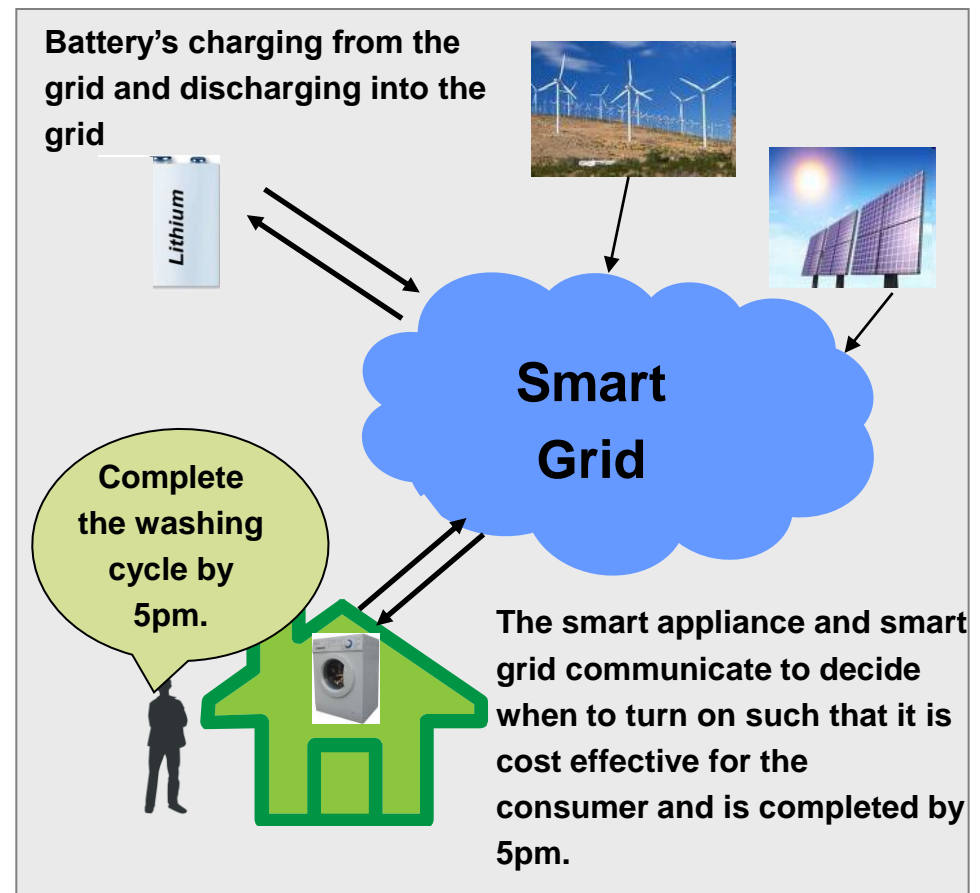 Battery’s charging from the
grid and discharging into the
grid
Lithium
Smart
Grid
Complete
the washing
cycle by
5pm.
The smart appliance and smart
grid communicate to decide
when to turn on such that it is
cost effective for the
consumer and is completed by
5pm.